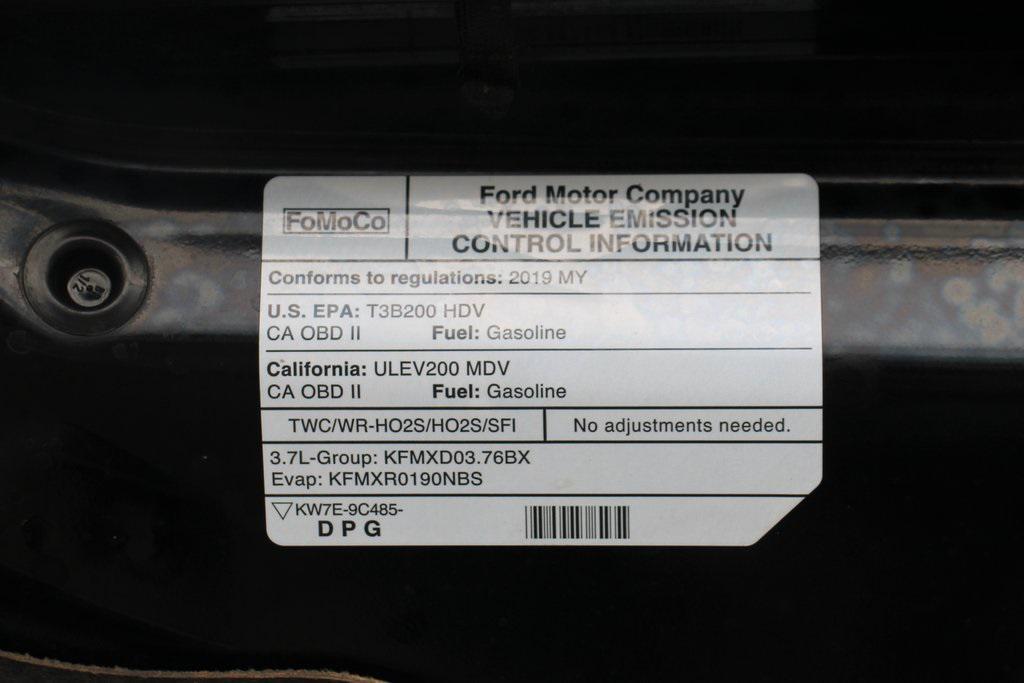 FoMoCo
Ford Motor Company
VEHICLE EMISSION
CONTROL INFORMATION
Conforms to regulations: 2019 MY
U.S. EPA: T3B200 HDV
CA OBD II Fuel: Gasoline
California: ULEV200 MDV
CA OBD II Fuel: Gasoline
TWC/WR-HO2S/HO2S/SFI
No adjustments needed.
3.7L-Group: KFMXD03.76BX
Evap: KFMXR0190NBS
KW7E-9C485-
DPG